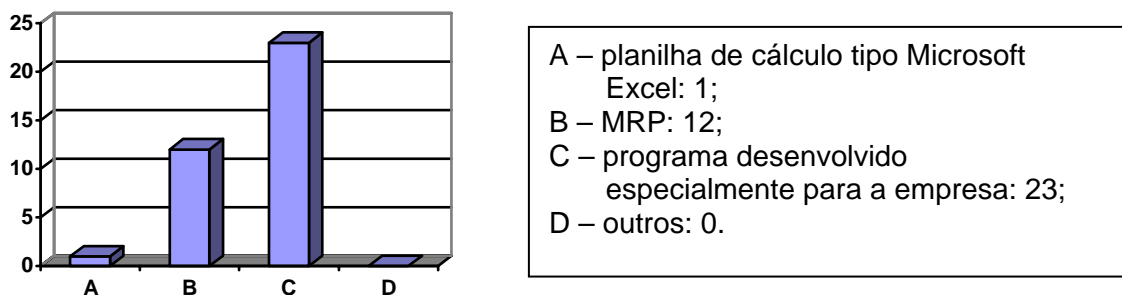 25
20
15
10
5
0
A B C D
A – planilha de cálculo tipo Microsoft
Excel: 1;
B – MRP: 12;
C – programa desenvolvido
especialmente para a empresa: 23;
D – outros: 0.